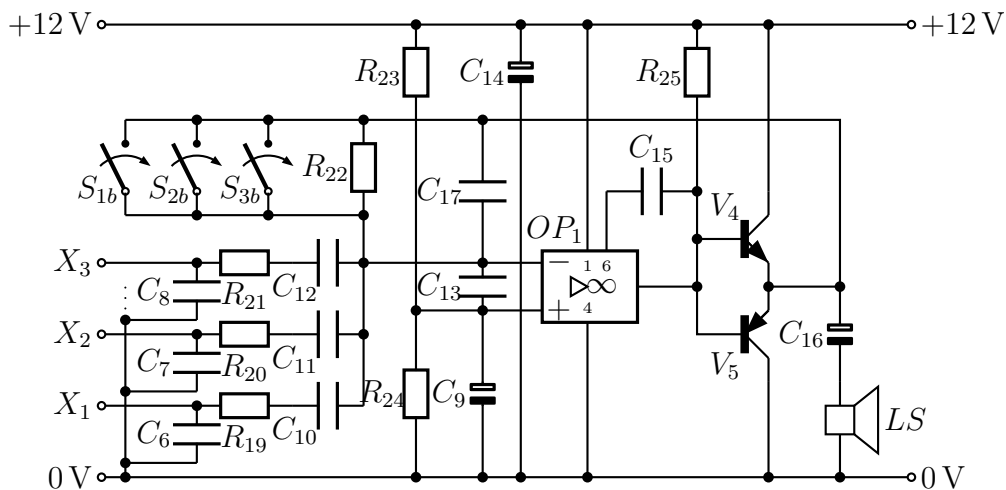 +12 V
+12 V
R23
C14
R25
C15
S1b
S2b
S3b
R22
C17
V4
OP1
− 1 6
▷∞
+ 4
X3
C8
R21
C12
C13
X2
C7
R20
C11
V5
C16
X1
C6
R19
C10
R24
C9
LS
0 V
0 V